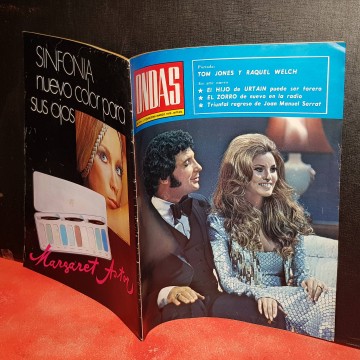 SINFONIA
nuevo color para
sus ojos
Margaret Astor
ONDAS
Portada:
TOM JONES Y RAQUEL WELCH
★ El HIJO de URTAIN puede ser torero
★ EL ZORRO de nuevo en la radio
★ Triunfal regreso de Joan Manuel Serrat